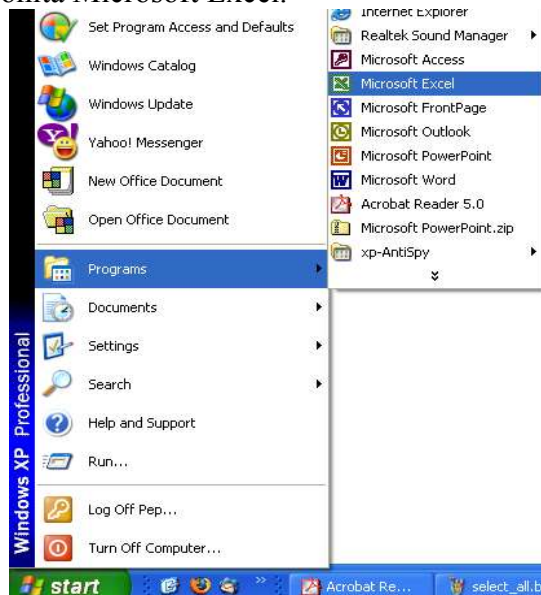 Microsoft Excel.
Set Program Access and Defaults
Windows Catalog
Windows Update
Yahoo! Messenger
New Office Document
Open Office Document
Programs
Documents
Settings
Search
Help and Support
Run...
Log Off Pep...
Turn Off Computer...
Windows XP Professional
Internet Explorer
Realtek Sound Manager
Microsoft Access
Microsoft Excel
Microsoft FrontPage
Microsoft Outlook
Microsoft PowerPoint
Microsoft Word
Acrobat Reader 5.0
Microsoft PowerPoint.zip
xp-AntiSpy
start
Acrobat Re...
select_all.b